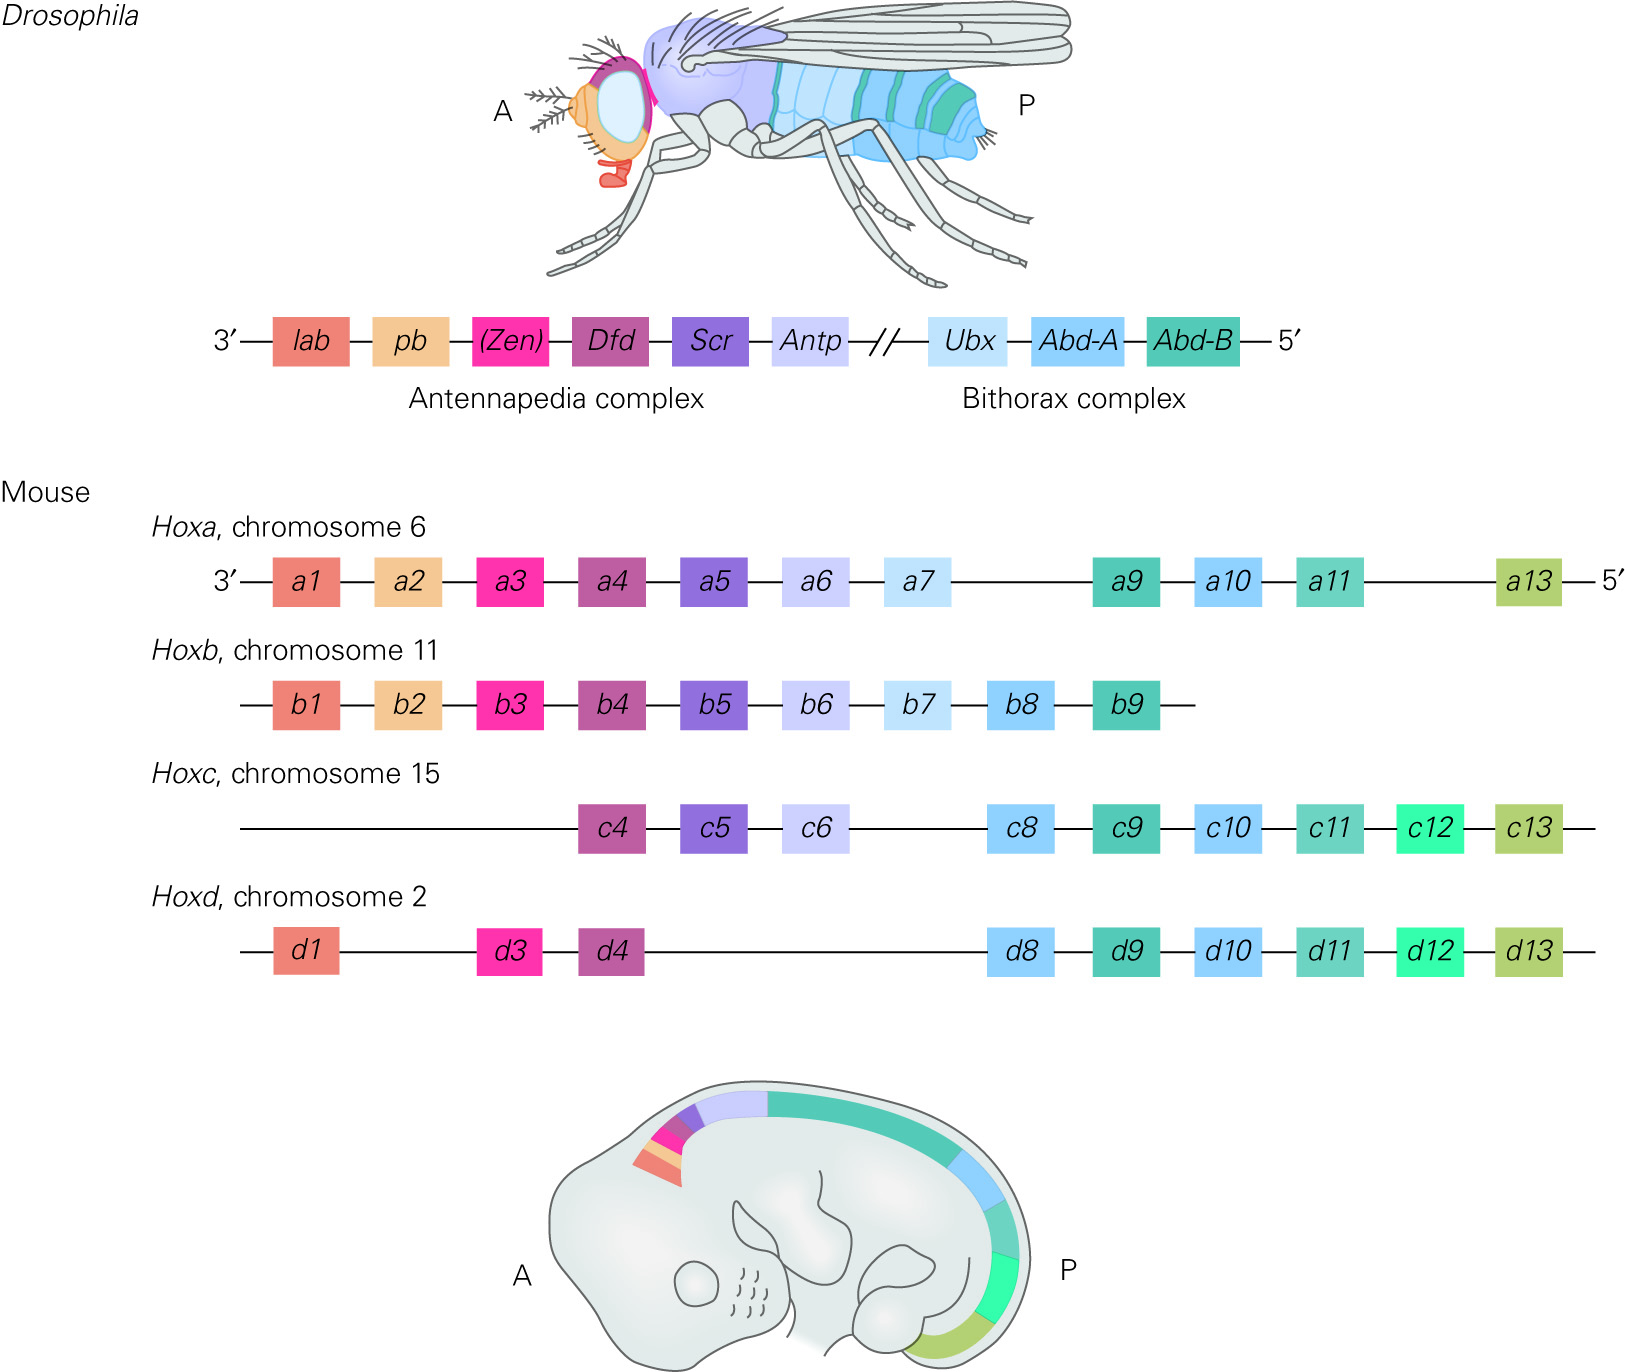 Drosophila
A
P
3′ lab pb (Zen) Dfd Scr Antp Ubx Abd-A Abd-B 5′
Antennapedia complex Bithorax complex
Mouse
Hoxa, chromosome 6
3′ a1 a2 a3 a4 a5 a6 a7 a9 a10 a11 a13 5′
Hoxb, chromosome 11
b1 b2 b3 b4 b5 b6 b7 b8 b9
Hoxc, chromosome 15
c4 c5 c6 c8 c9 c10 c11 c12 c13
Hoxd, chromosome 2
d1 d3 d4 d8 d9 d10 d11 d12 d13
A
P